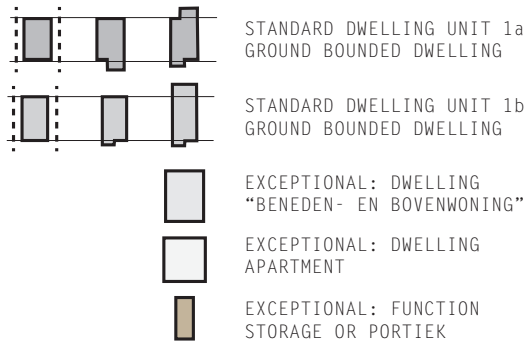 STANDARD DWELLING UNIT 1a
GROUND BOUNDED DWELLING
STANDARD DWELLING UNIT 1b
GROUND BOUNDED DWELLING
EXCEPTIONAL: DWELLING
“BENEDEN- EN BOVENWONING”
EXCEPTIONAL: DWELLING
APARTMENT
EXCEPTIONAL: FUNCTION
STORAGE OR PORTIEK